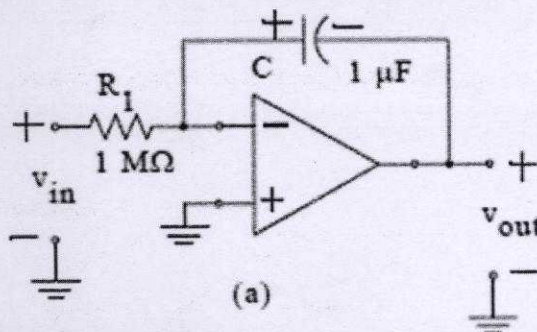 + −
C 1 μF
R1
+ −
1 MΩ
+ +
vin
vout
− −
(a)